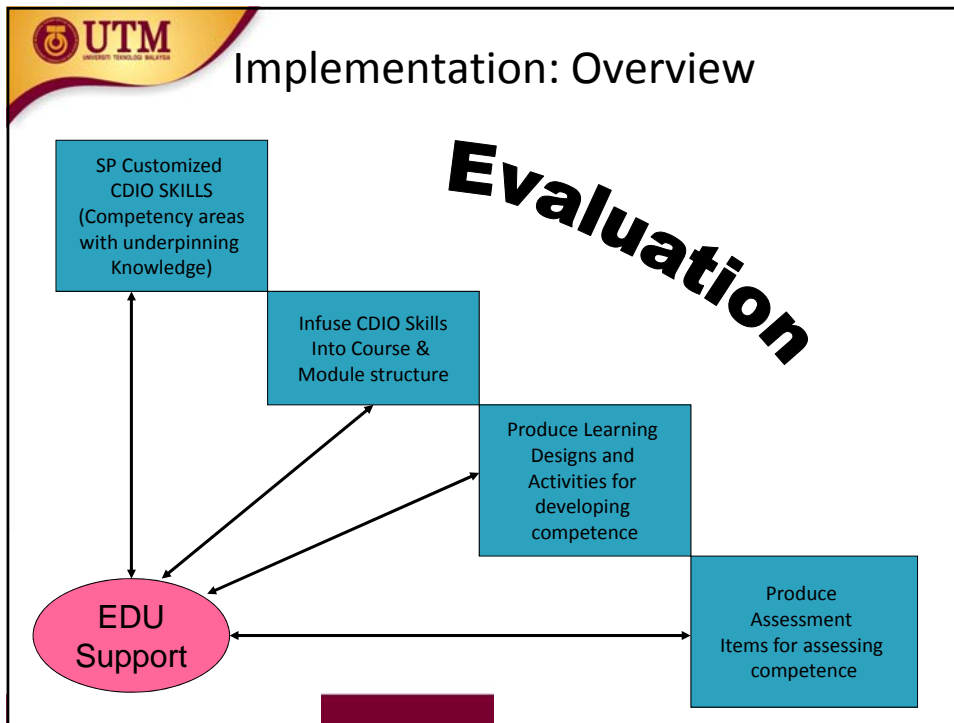 UTM
UNIVERSITI TEKNOLOGI MALAYSIA
Implementation: Overview
Evaluation
SP Customized
CDIO SKILLS
(Competency areas
with underpinning
Knowledge)
Infuse CDIO Skills
Into Course &
Module structure
Produce Learning
Designs and
Activities for
developing
competence
Produce
Assessment
Items for assessing
competence
EDU
Support